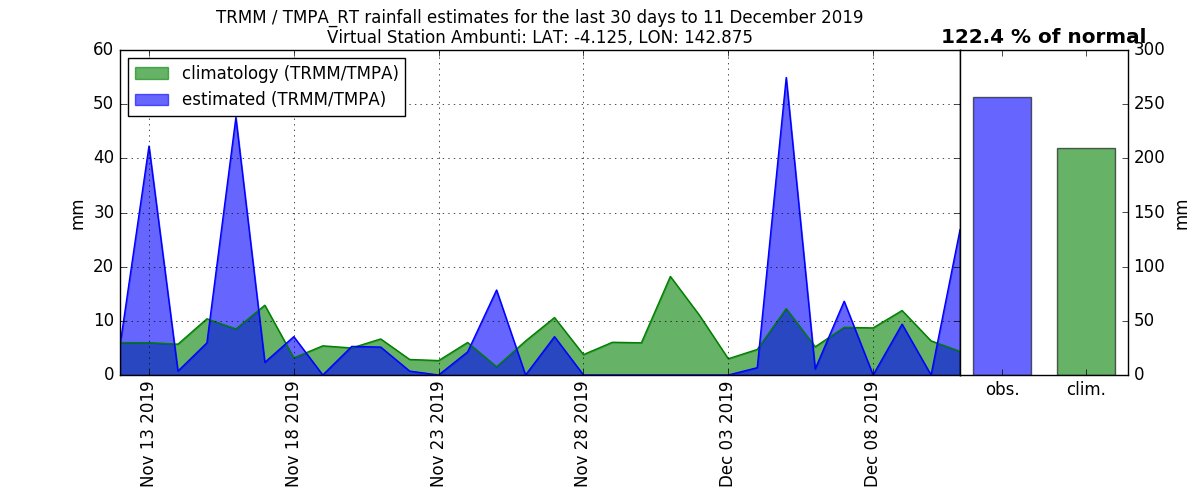 TRMM / TMPA_RT rainfall estimates for the last 30 days to 11 December 2019
Virtual Station Ambunti: LAT: -4.125, LON: 142.875
122.4 % of normal
climatology (TRMM/TMPA)
estimated (TRMM/TMPA)
60
50
40
30
20
10
0
mm
Nov 13 2019
Nov 18 2019
Nov 23 2019
Nov 28 2019
Dec 03 2019
Dec 08 2019
obs.
clim.
300
250
200
150
100
50
0
mm